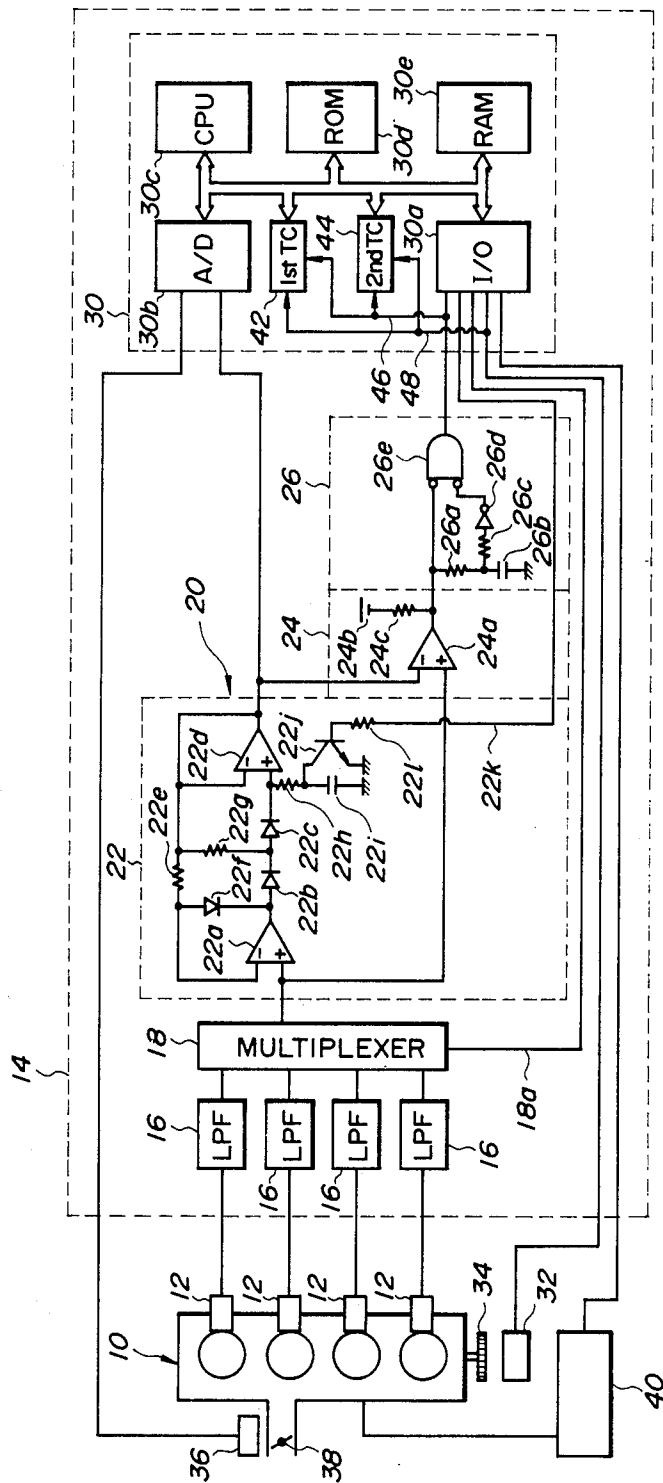 14
30
30b
A/D
30c
CPU
42
1st TC
ROM
30d
44
2nd TC
30a
I/O
RAM
30e
46
48
20
22
22a
22f
22e
22g
22d
22b
22c
22h
22i
22j
22l
22k
24
24b
24c
24a
26
26a
26e
26d
26c
26b
18
MULTIPLEXER
18a
16
LPF
LPF
16
LPF
16
LPF
16
10
12
12
12
12
34
32
36
38
40
-
+
-
+
-
+